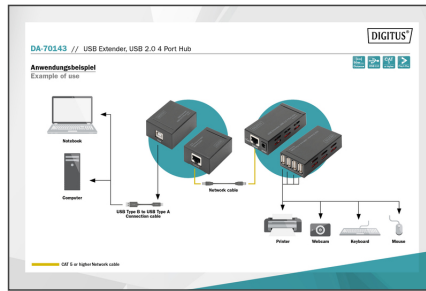 DIGITUS®
DA-70143 // USB Extender, USB 2.0 4 Port Hub
Anwendungsbeispiel
Example of use
Notebook
Computer
USB Type B to USB Type A
Connection cable
Network cable
Printer
Webcam
Keyboard
Mouse
CAT 5 or higher Network cable